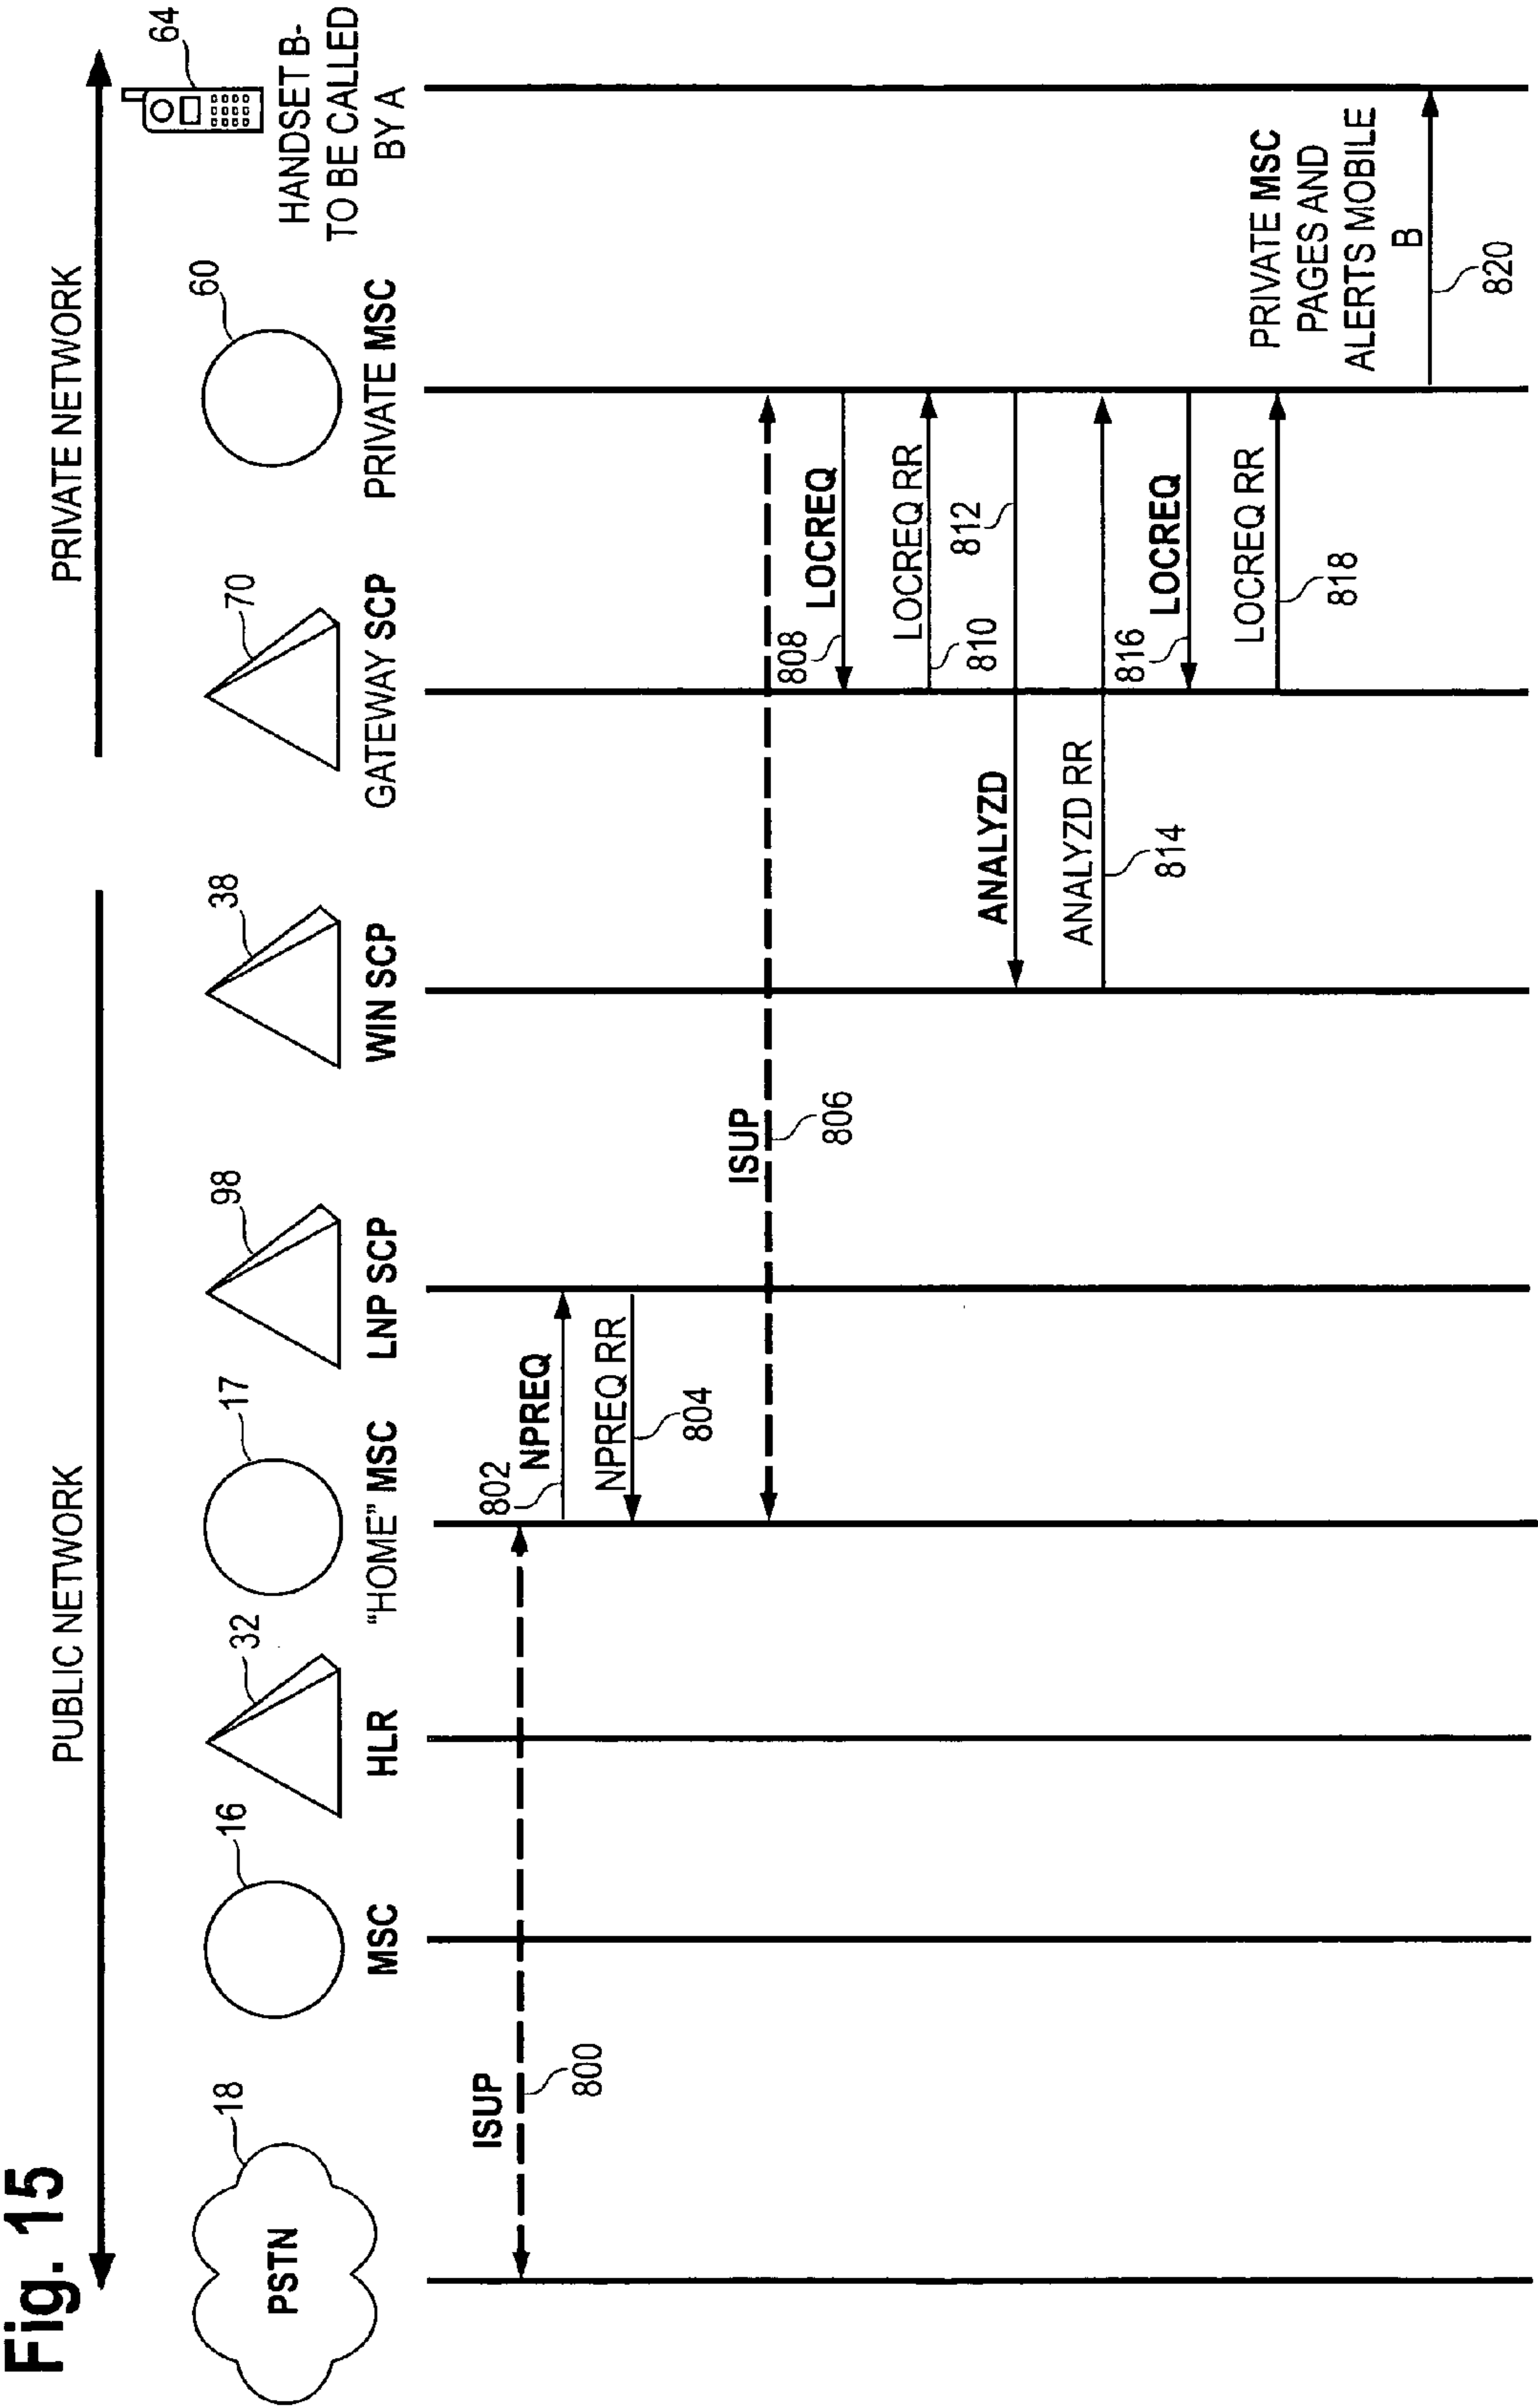 Fig. 15
PUBLIC NETWORK
PRIVATE NETWORK
18
PSTN
16
MSC
32
HLR
17
"HOME" MSC
98
LNP SCP
38
WIN SCP
70
GATEWAY SCP
60
PRIVATE MSC
64
HANDSET B-
TO BE CALLED
BY A
ISUP
800
802
NPREQ
NPREQ RR
804
ISUP
806
808
LOCREQ
LOCREQ RR
810
812
ANALYZD
ANALYZD RR
814
816
LOCREQ
LOCREQ RR
818
PRIVATE MSC
PAGES AND
ALERTS MOBILE
B
820